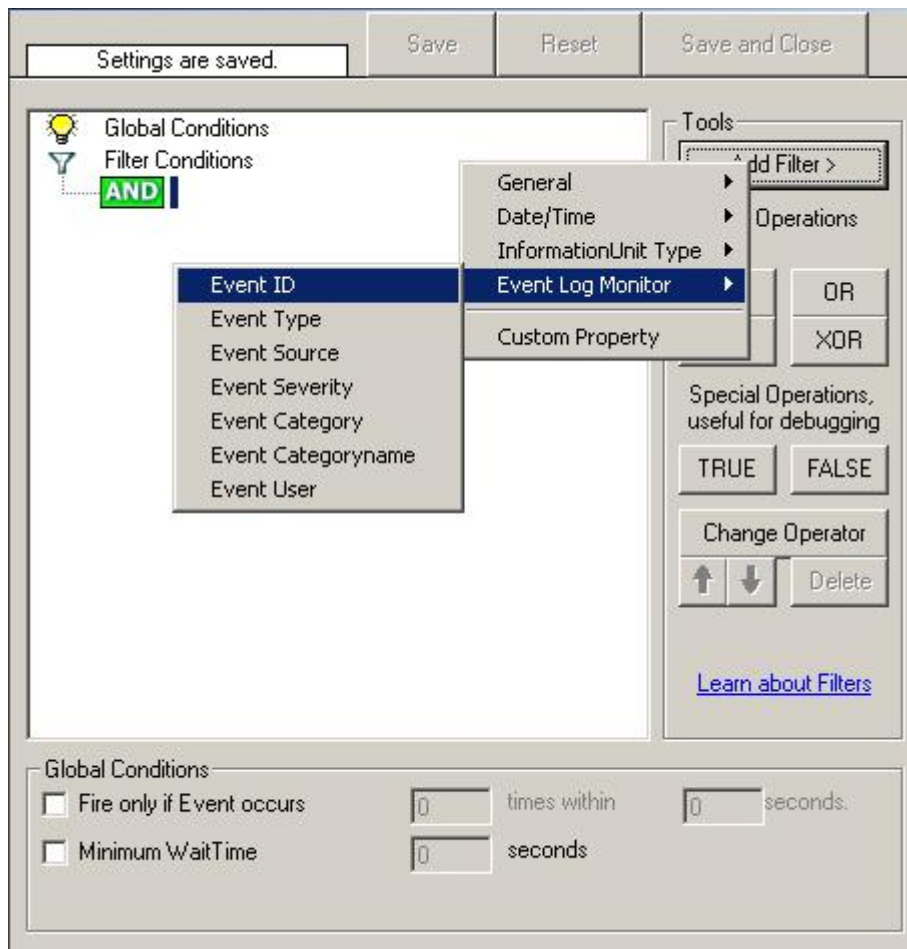 Settings are saved.
Save
Reset
Save and Close
Global Conditions
Filter Conditions
AND
General
Date/Time
InformationUnit Type
Event Log Monitor
Custom Property
Event ID
Event Type
Event Source
Event Severity
Event Category
Event Categoryname
Event User
Tools
dd Filter >
Operations
OR
XOR
Special Operations,
useful for debugging
TRUE
FALSE
Change Operator
Delete
Learn about Filters
Global Conditions
Fire only if Event occurs
0
times within
0
seconds.
Minimum WaitTime
0
seconds